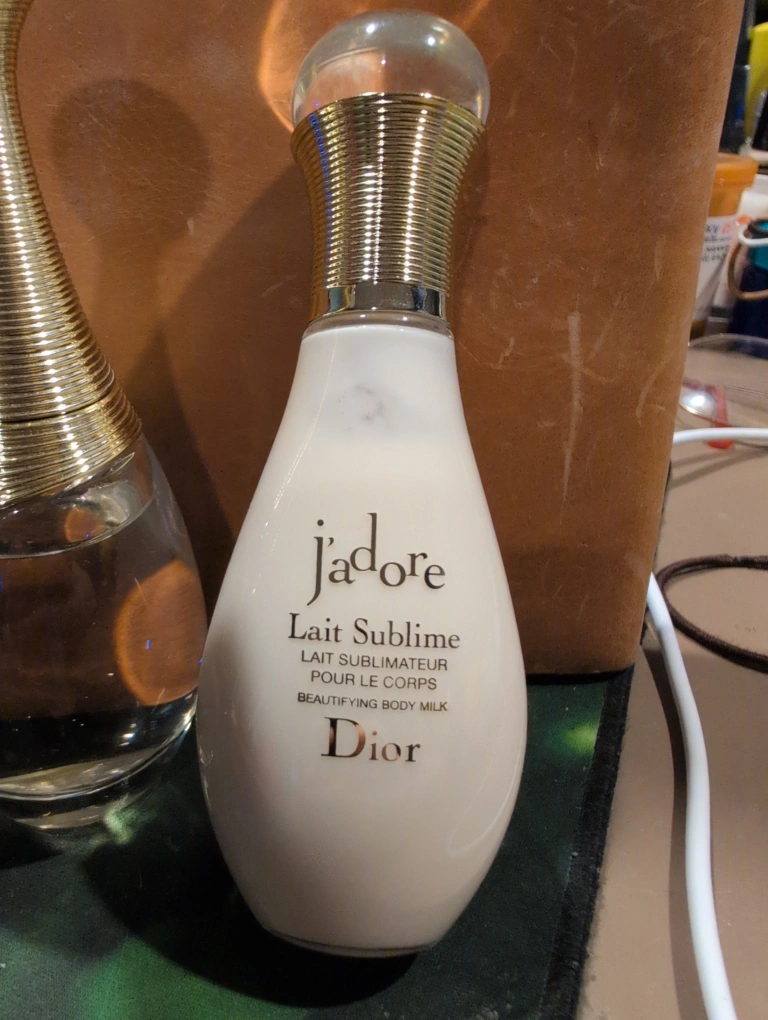 j'adore
Lait Sublime
LAIT SUBLIMATEUR
POUR LE CORPS
BEAUTIFYING BODY MILK
Dior